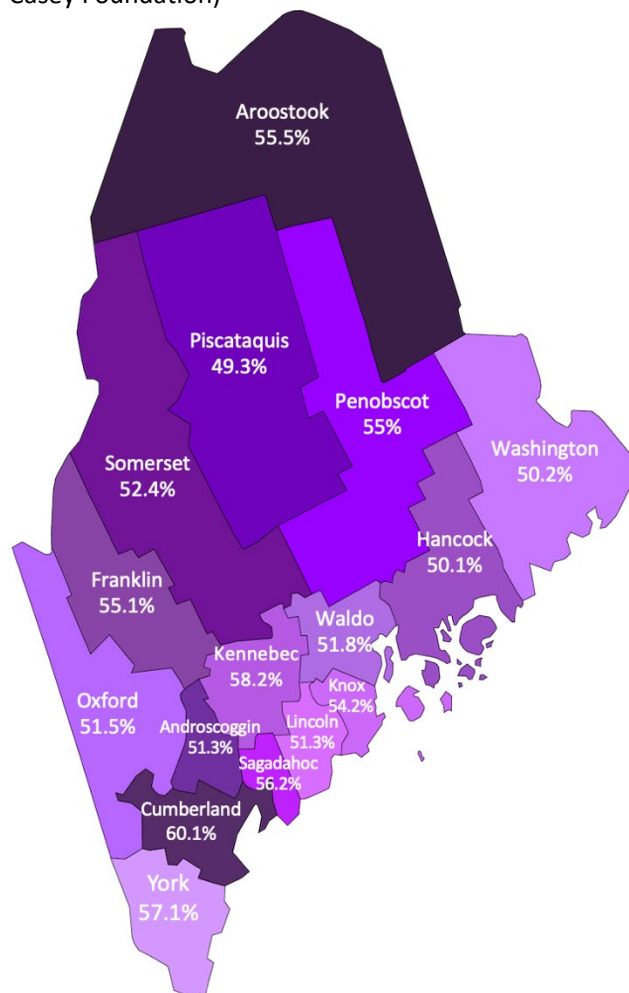 Casey Foundation)
Aroostook
55.5%
Piscataquis
49.3%
Penobscot
55%
Washington
50.2%
Somerset
52.4%
Hancock
50.1%
Franklin
55.1%
Waldo
51.8%
Kennebec
58.2%
Knox
54.2%
Oxford
51.5%
Androscoggin
51.3%
Lincoln
51.3%
Sagadahoc
56.2%
Cumberland
60.1%
York
57.1%